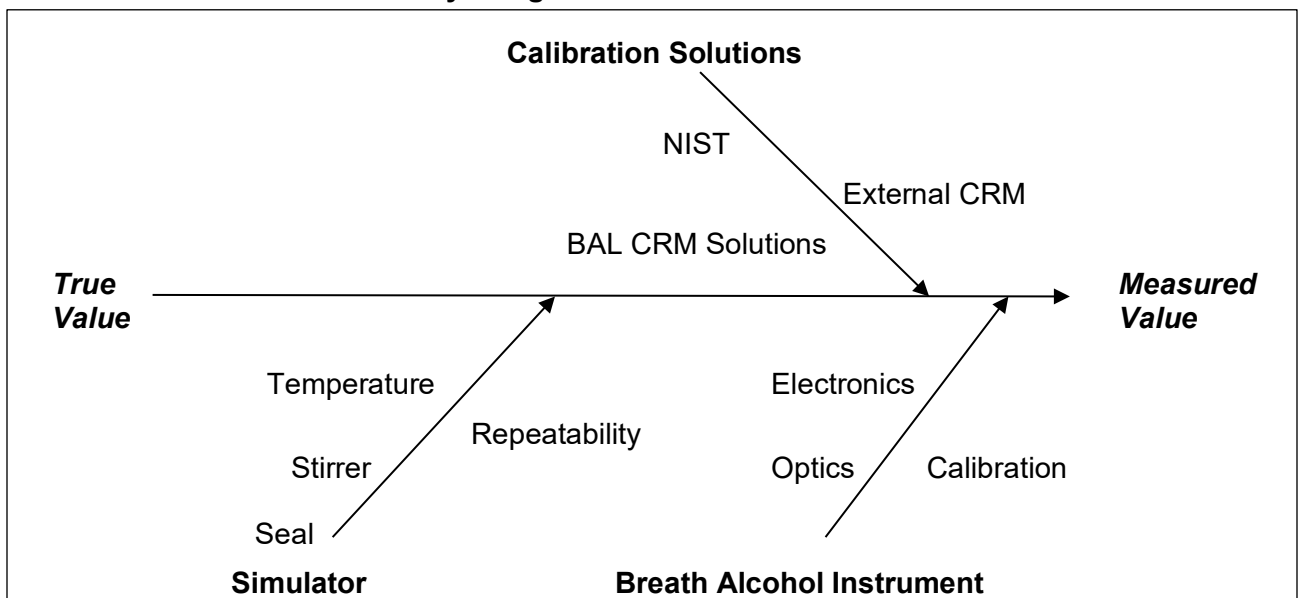 Calibration Solutions
NIST
External CRM
BAL CRM Solutions
True
Value
Measured
Value
Temperature
Electronics
Repeatability
Stirrer
Optics
Calibration
Seal
Simulator
Breath Alcohol Instrument